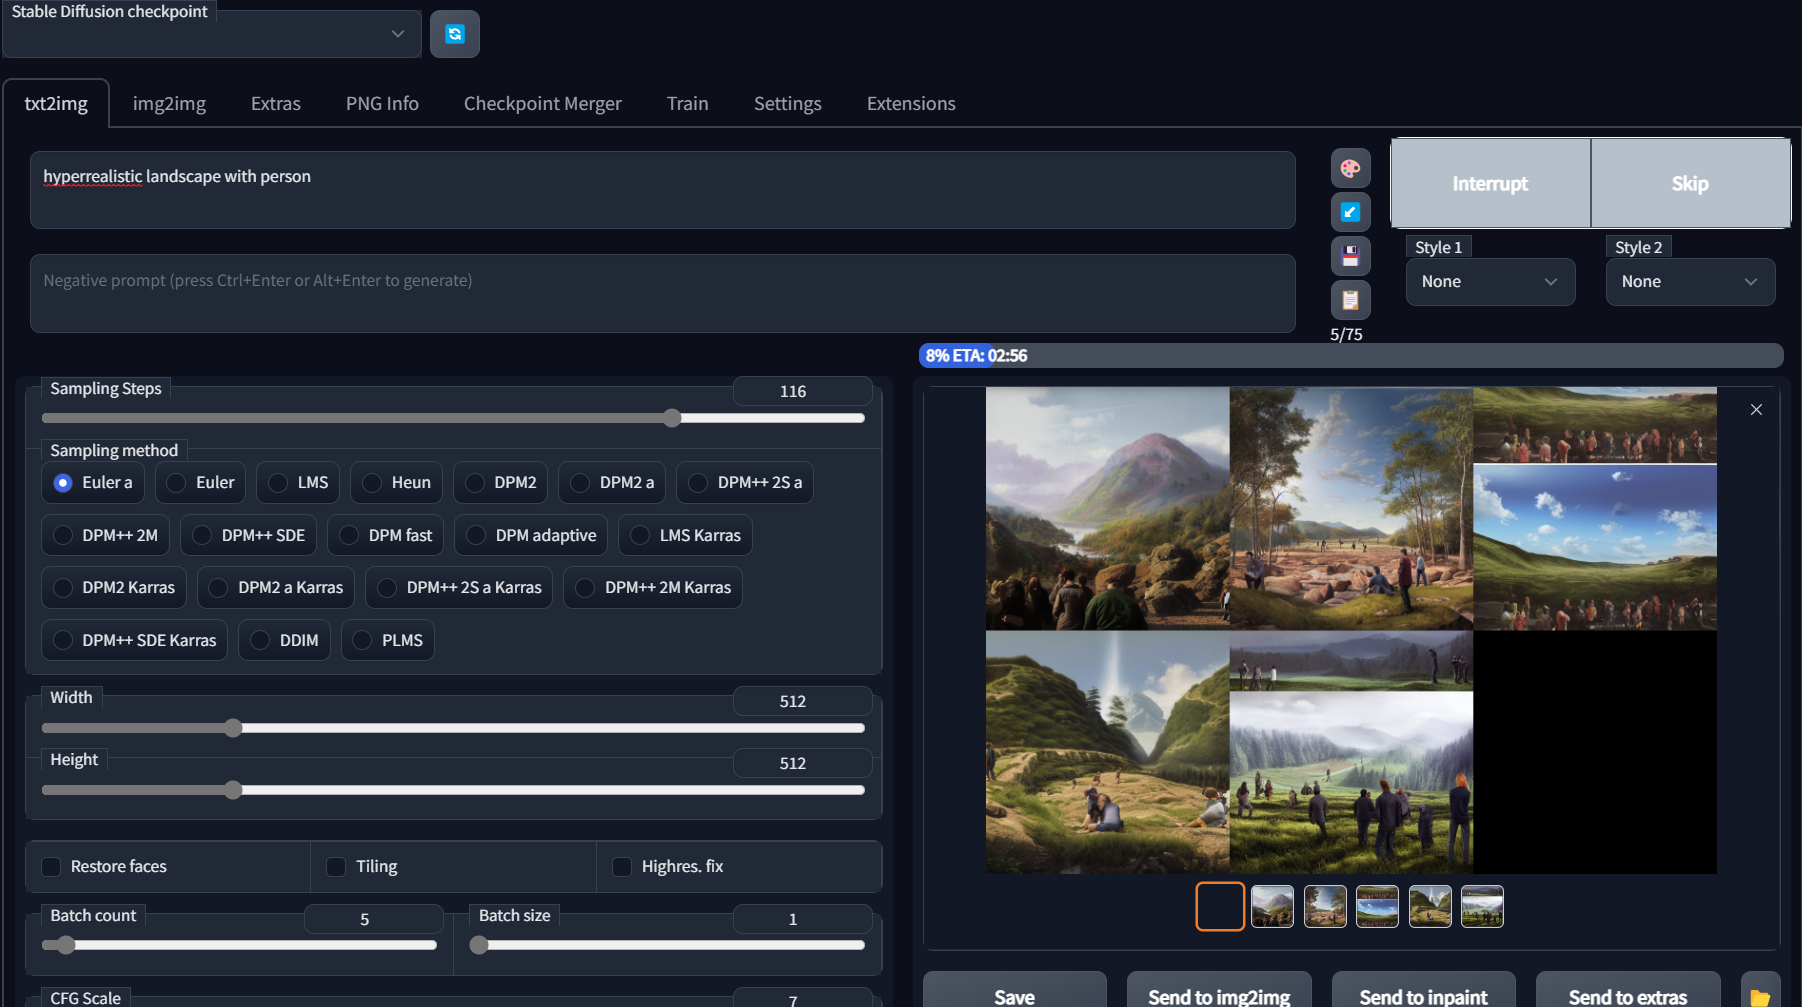 Stable Diffusion checkpoint
txt2img img2img Extras PNG Info Checkpoint Merger Train Settings Extensions
hyperrealistic landscape with person
Negative prompt (press Ctrl+Enter or Alt+Enter to generate)
Interrupt Skip
Style 1 Style 2
None None
5/75
8% ETA: 02:56
Sampling Steps 116
Sampling method
Euler a Euler LMS Heun DPM2 DPM2 a DPM++ 2S a
DPM++ 2M DPM++ SDE DPM fast DPM adaptive LMS Karras
DPM2 Karras DPM2 a Karras DPM++ 2S a Karras DPM++ 2M Karras
DPM++ SDE Karras DDIM PLMS
Width 512
Height 512
Restore faces Tiling Highres. fix
Batch count 5 Batch size 1
CFG Scale 7
Save Send to img2img Send to inpaint Send to extras